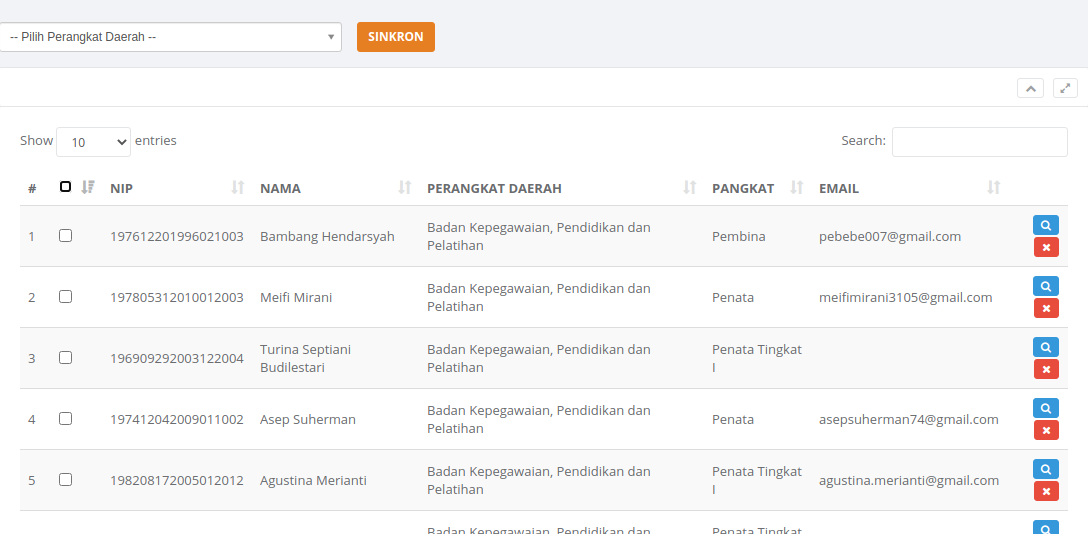 -- Pilih Perangkat Daerah -- SINKRON
Show 10 entries Search:
# NIP NAMA PERANGKAT DAERAH PANGKAT EMAIL
1 197612201996021003 Bambang Hendarsyah Badan Kepegawaian, Pendidikan dan Pelatihan Pembina pebebe007@gmail.com
2 197805312010012003 Meifi Mirani Badan Kepegawaian, Pendidikan dan Pelatihan Penata meifimirani3105@gmail.com
3 196909292003122004 Turina Septiani Budilestari Badan Kepegawaian, Pendidikan dan Pelatihan Penata Tingkat I
4 197412042009011002 Asep Suherman Badan Kepegawaian, Pendidikan dan Pelatihan Penata asepsuherman74@gmail.com
5 198208172005012012 Agustina Merianti Badan Kepegawaian, Pendidikan dan Pelatihan Penata Tingkat I agustina.merianti@gmail.com
Badan Kepegawaian, Pendidikan dan Penata Tingkat